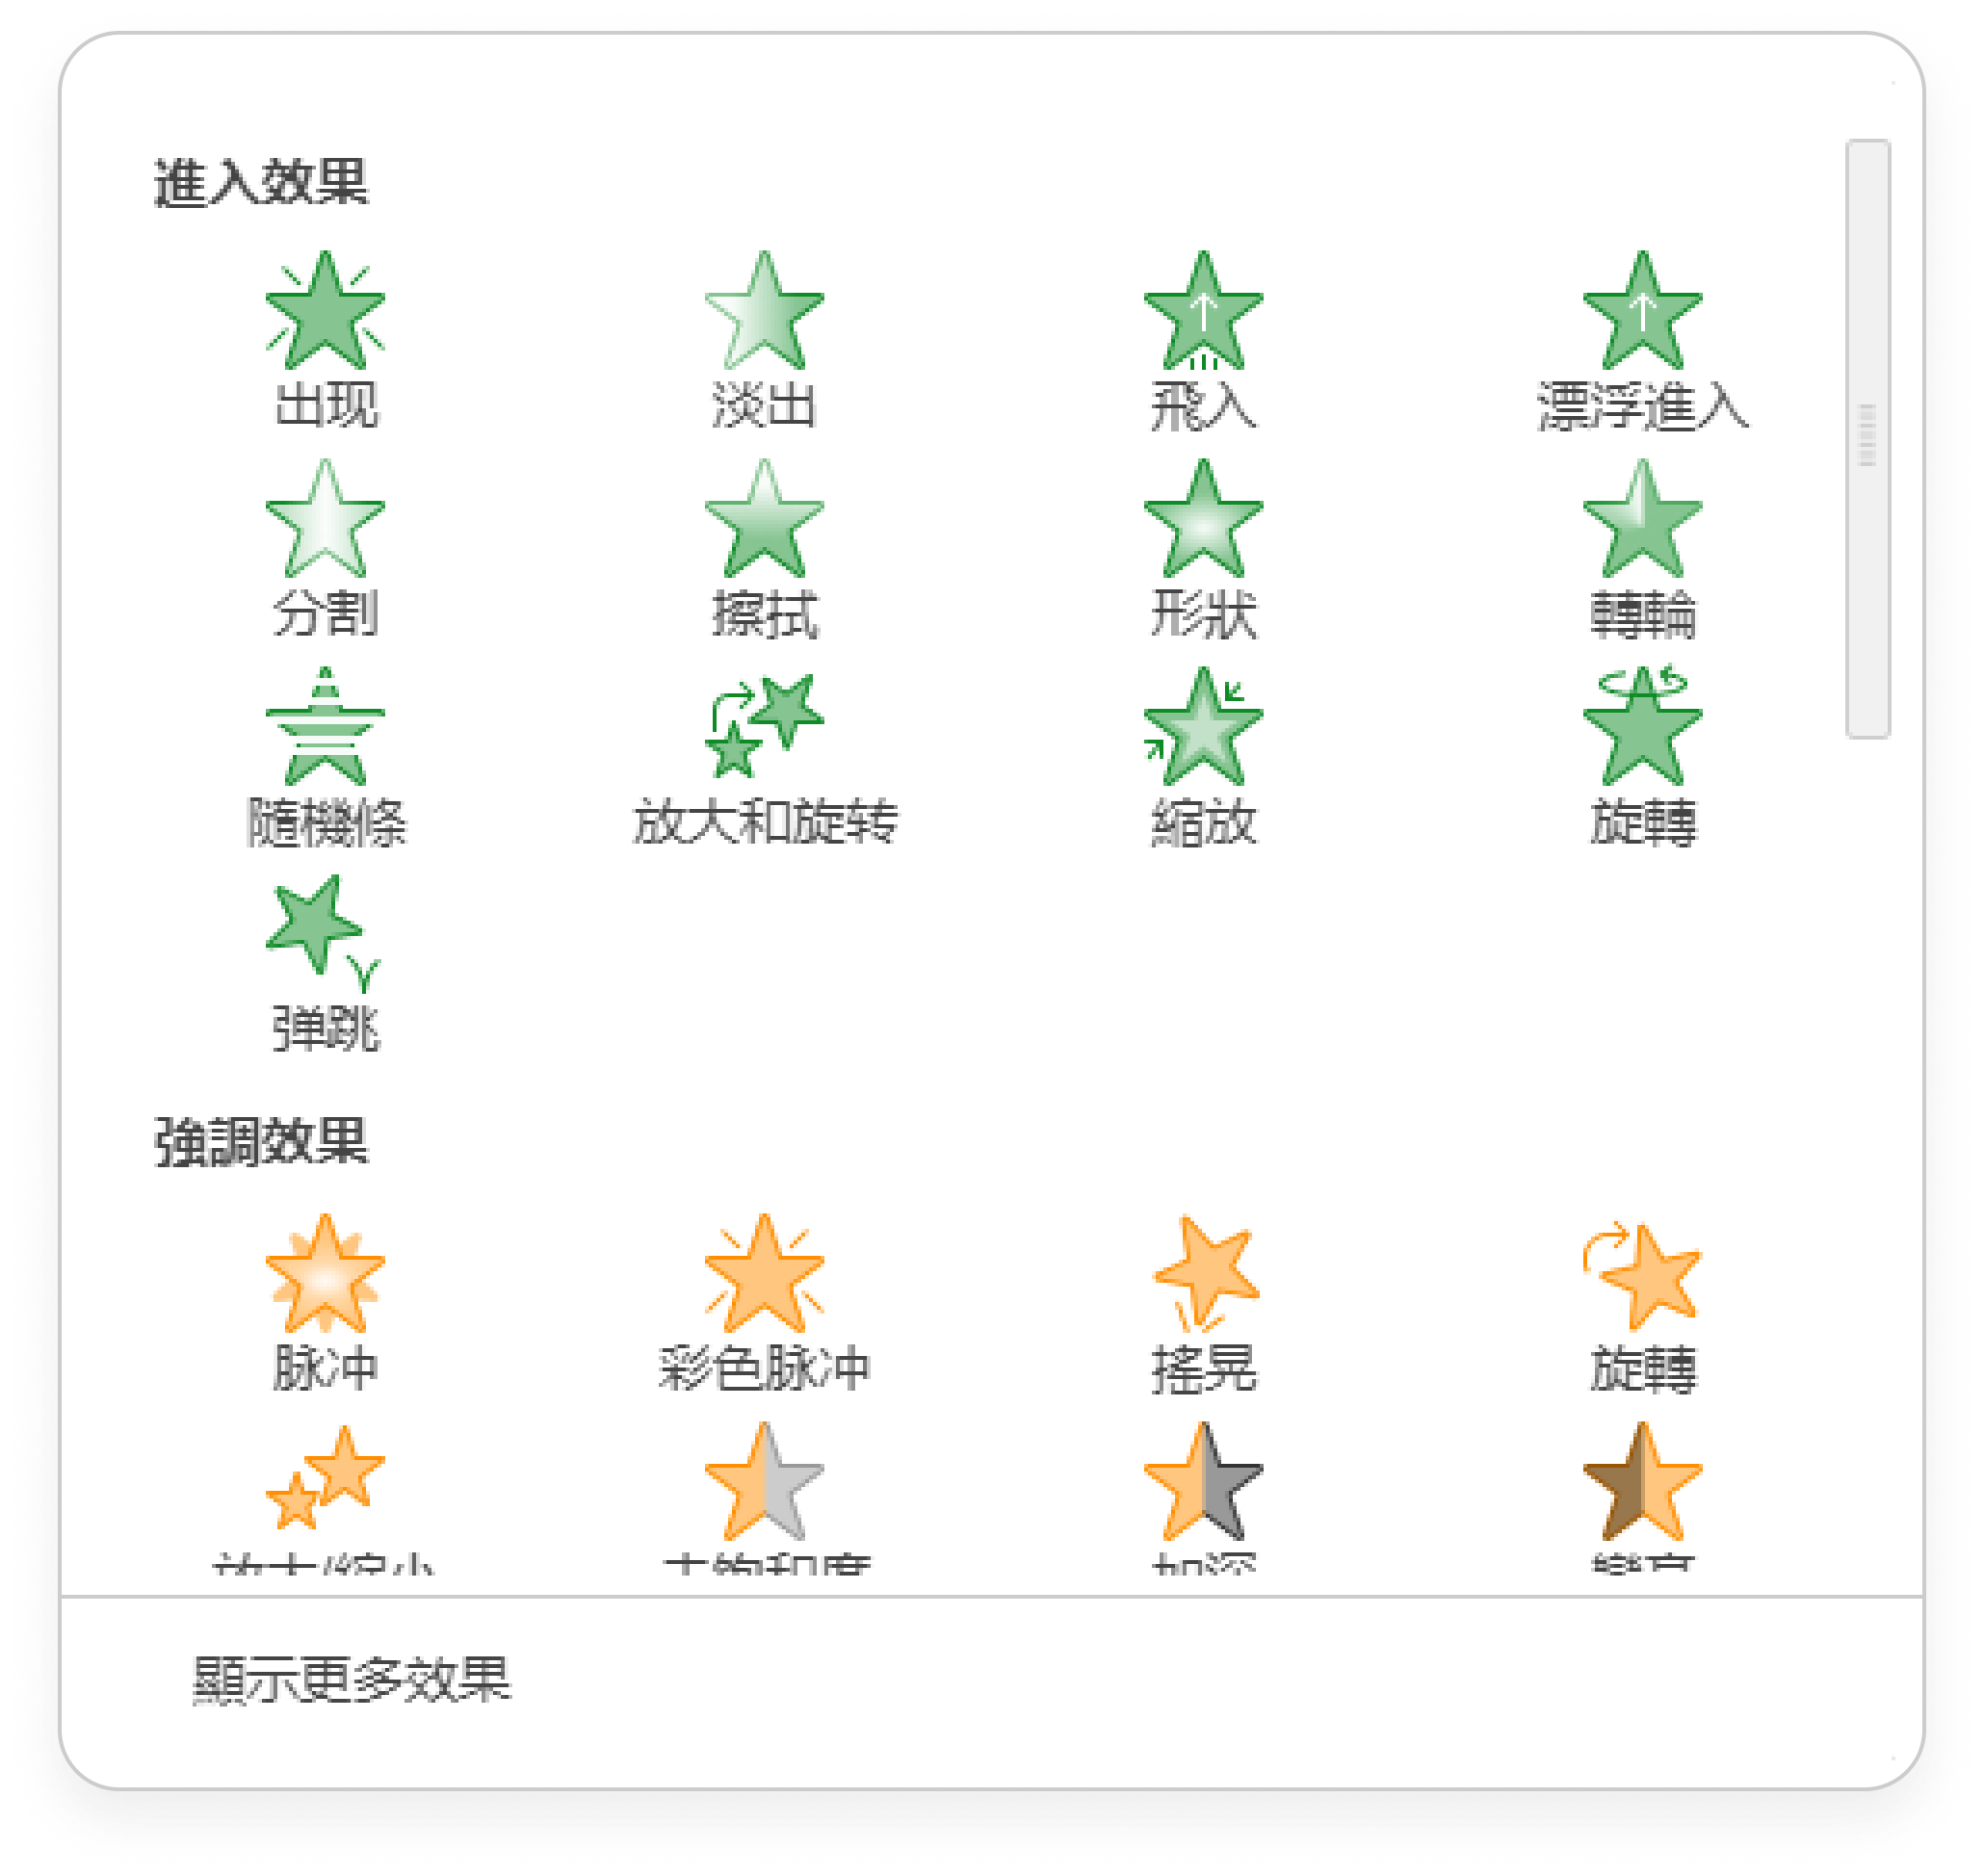 進入效果
出现 淡出 飛入 漂浮進入
分割 擦拭 形狀 轉輪
隨機條 放大和旋转 縮放 旋轉
弹跳
強調效果
脉冲 彩色脉冲 搖晃 旋轉
顯示更多效果